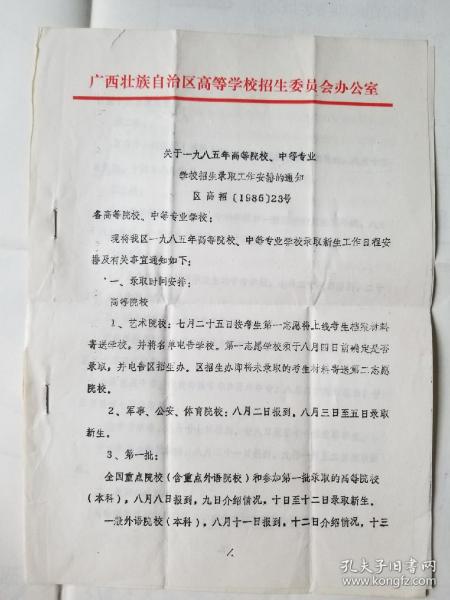 广西壮族自治区高等学校招生委员会办公室
关于一九八五年高等院校、中等专业
学校招生录取工作安排的通知
区高招〔1985〕23号
各高等院校、中等专业学校:
现将我区一九八五年高等院校、中等专业学校录取新生工作日程安
排及有关事宜通知如下:
一、录取时间安排:
高等院校
1、艺术院校:七月二十五日按考生第一志愿将上线考生档案材料
寄送学校,并将名单电告学校。第一志愿学校须于八月四日前确定是否
录取,并电告区招生办。区招生办即将未录取的考生材料寄送第二志愿
院校。
2、军事、公安、体育院校:八月二日报到,八月三日至五日录取
新生。
3、第一批:
全国重点院校(含重点外语院校)和参加第一批录取的高等院校
(本科),八月八日报到,九日介绍情况,十日至十二日录取新生。
一般外语院校(本科),八月十一日报到,十二日介绍情况,十三
1.
孔夫子旧书网
www.kongfz.com